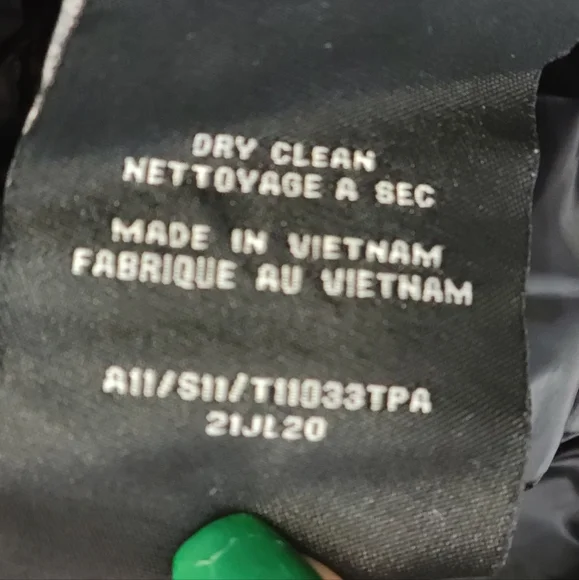 DRY CLEAN
NETTOYAGE A SEC
MADE IN VIETNAM
FABRIQUE AU VIETNAM
A11/S11/T11033TPA
21JL20